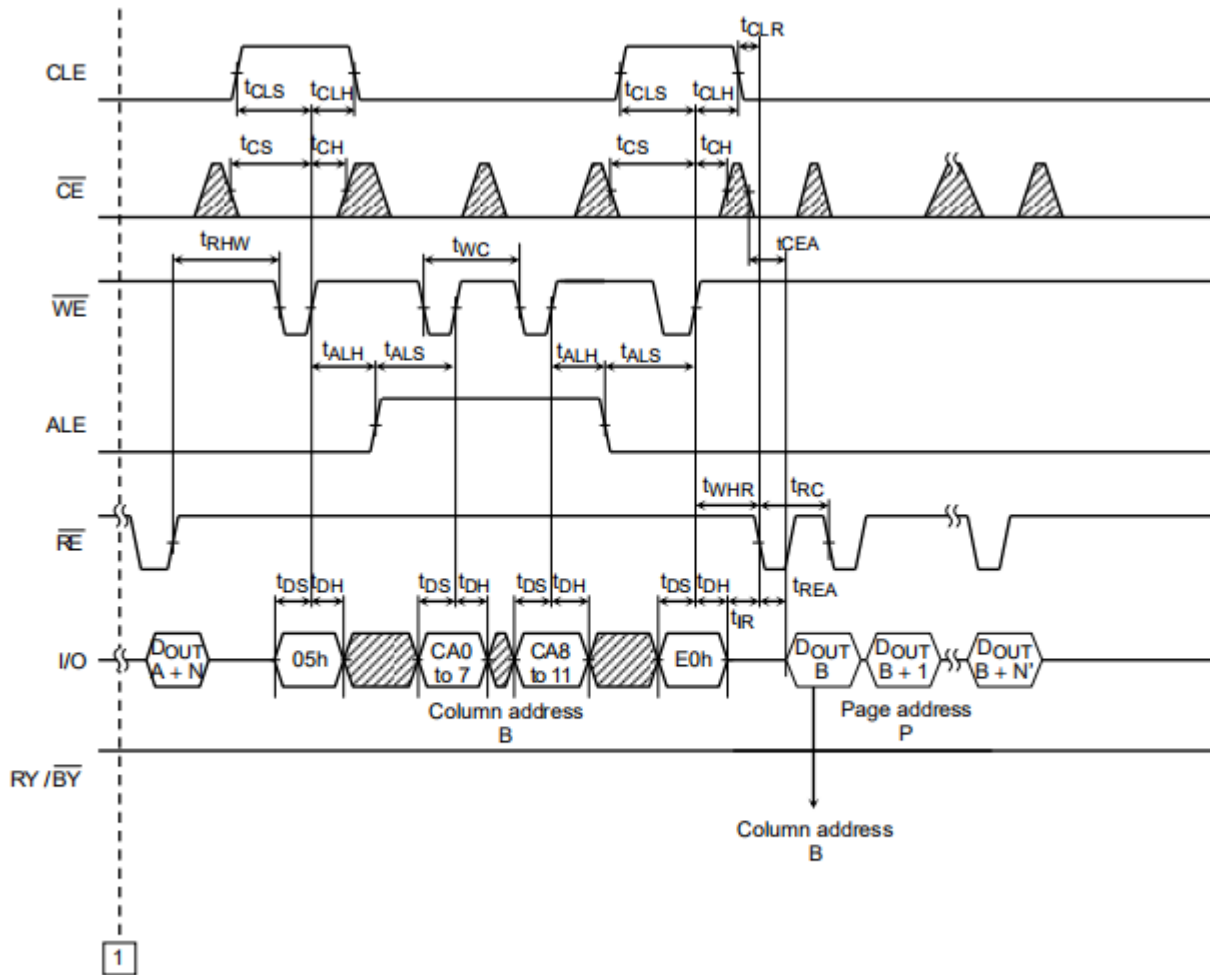 tCLR
CLE
tCLS tCLH tCLS tCLH
tCS tCH tCS tCH
CE
tRHW tWC tCEA
WE
tALH tALS tALH tALS
ALE
tWHR tRC
RE
tDS tDH tDS tDH tDS tDH tDS tDH tREA
tIR
I/O
DOUT
A + N
05h
CA0
to 7
CA8
to 11
E0h
DOUT
B
DOUT
B + 1
DOUT
B + N'
Column address
B
Page address
P
RY / BY
Column address
B
1